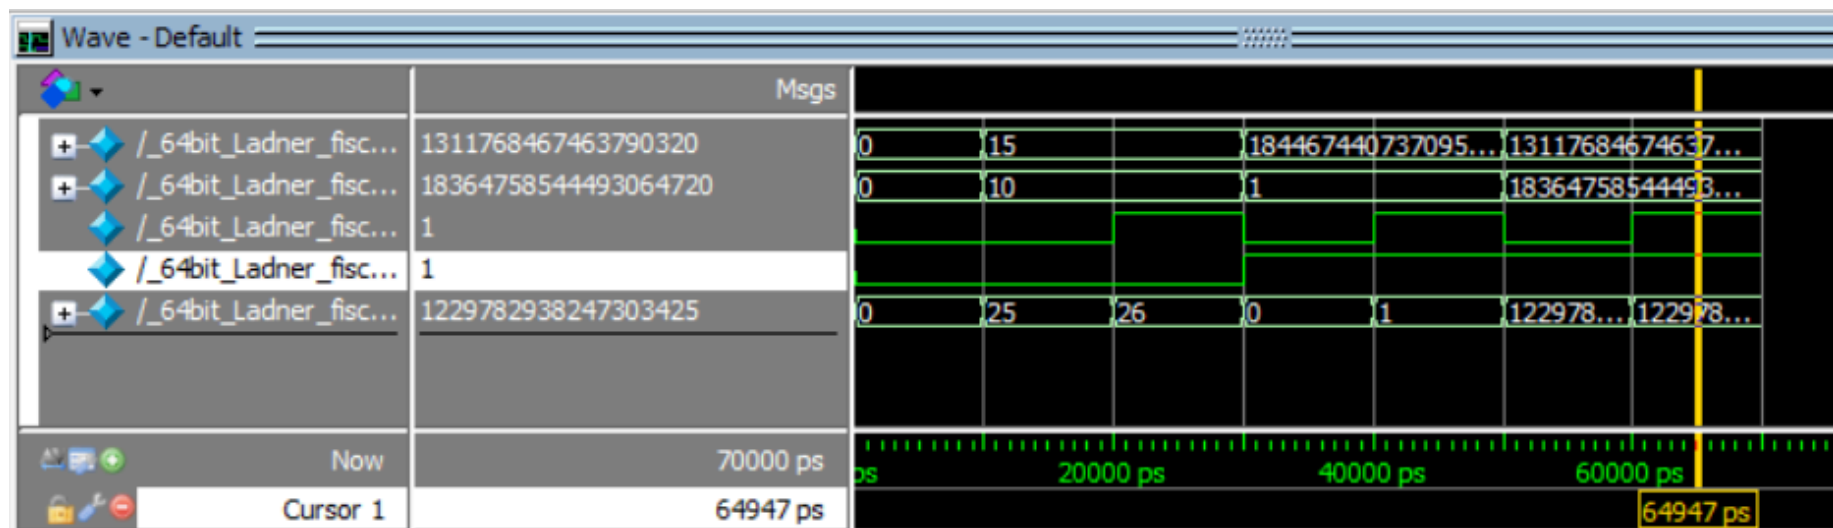 Wave - Default
Msgs
/_64bit_Ladner_fisc... 1311768467463790320 0 15 184467440737095... 13117684674637...
/_64bit_Ladner_fisc... 18364758544493064720 0 10 1 18364758544493...
/_64bit_Ladner_fisc... 1
/_64bit_Ladner_fisc... 1
/_64bit_Ladner_fisc... 1229782938247303425 0 25 26 0 1 122978... 122978...
Now 70000 ps ps 20000 ps 40000 ps 60000 ps
Cursor 1 64947 ps 64947 ps